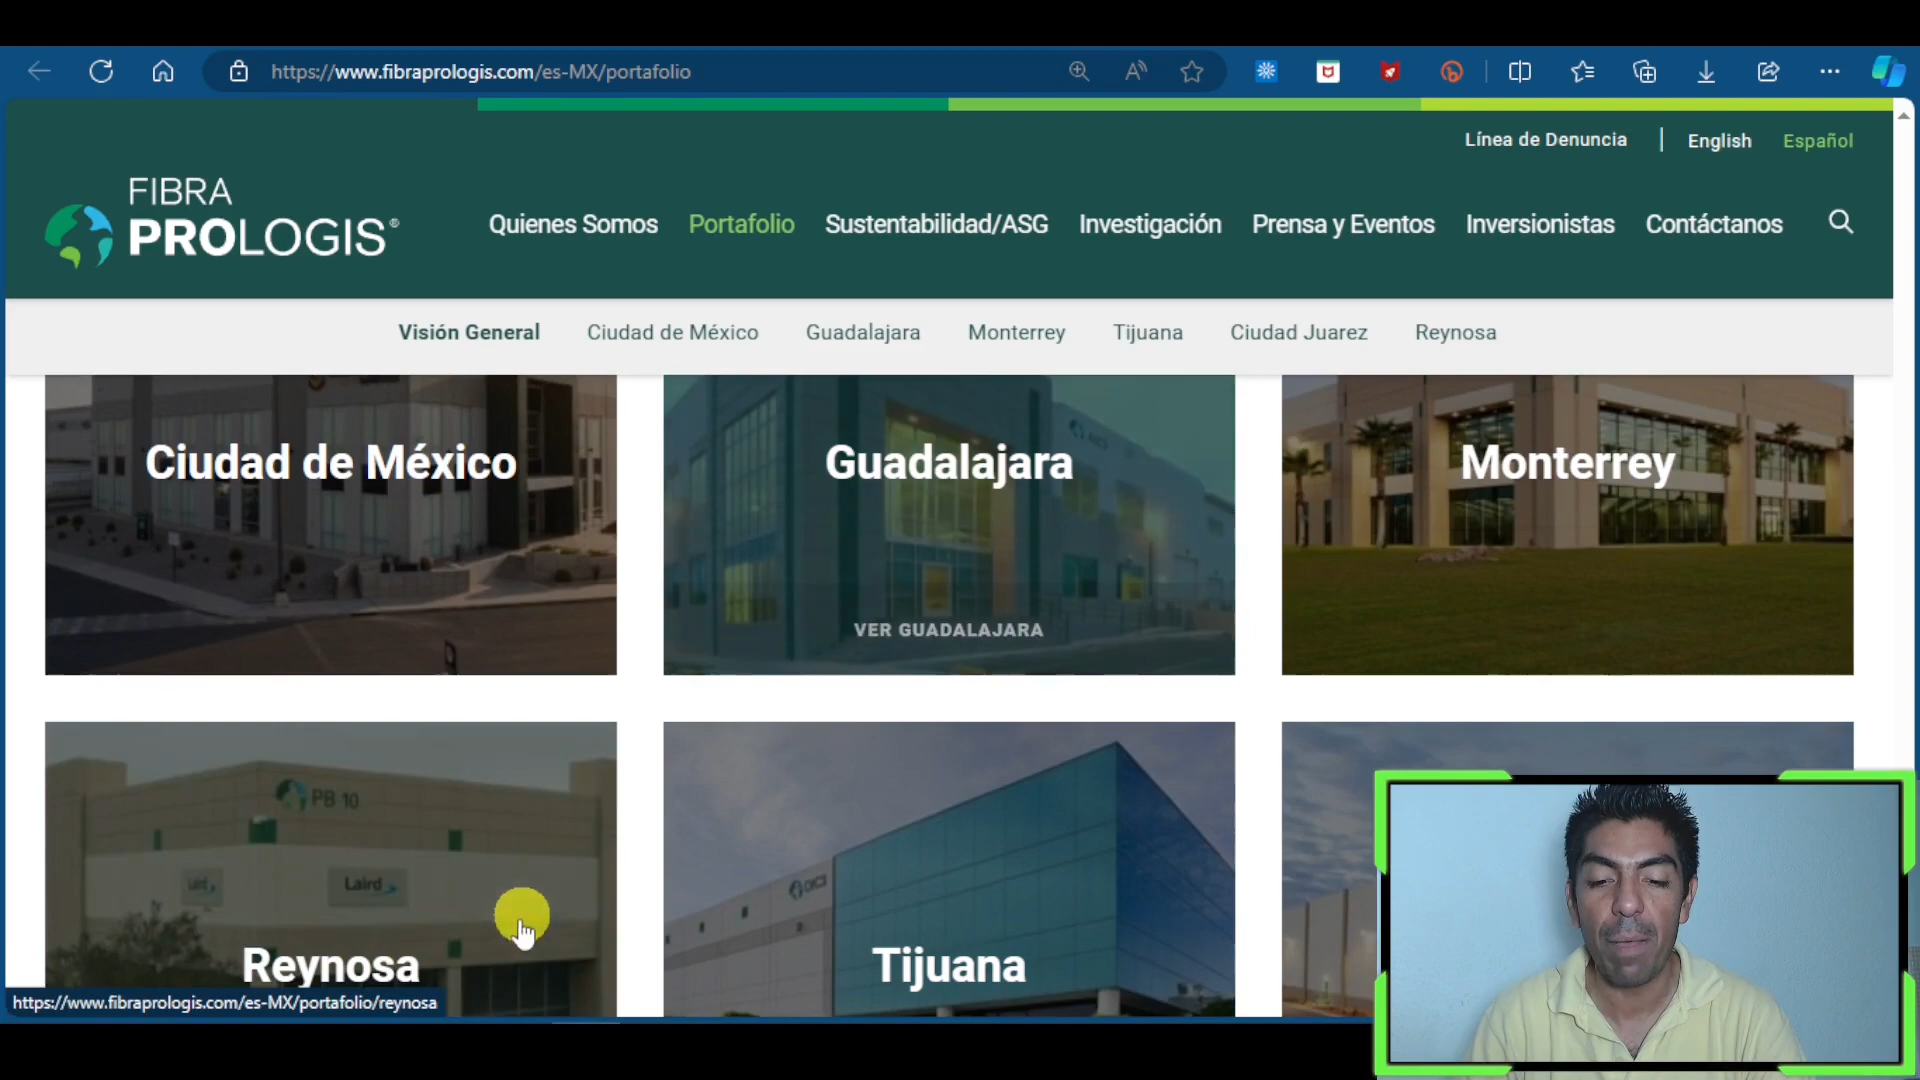 https://www.fibraprologis.com/es-MX/portafolio
Línea de Denuncia | English Español
FIBRA
PROLOGIS®
Quienes Somos Portafolio Sustentabilidad/ASG Investigación Prensa y Eventos Inversionistas Contáctanos
Visión General Ciudad de México Guadalajara Monterrey Tijuana Ciudad Juarez Reynosa
Ciudad de México
Guadalajara
Monterrey
VER GUADALAJARA
PB 10
Laird
Reynosa
Tijuana
https://www.fibraprologis.com/es-MX/portafolio/reynosa